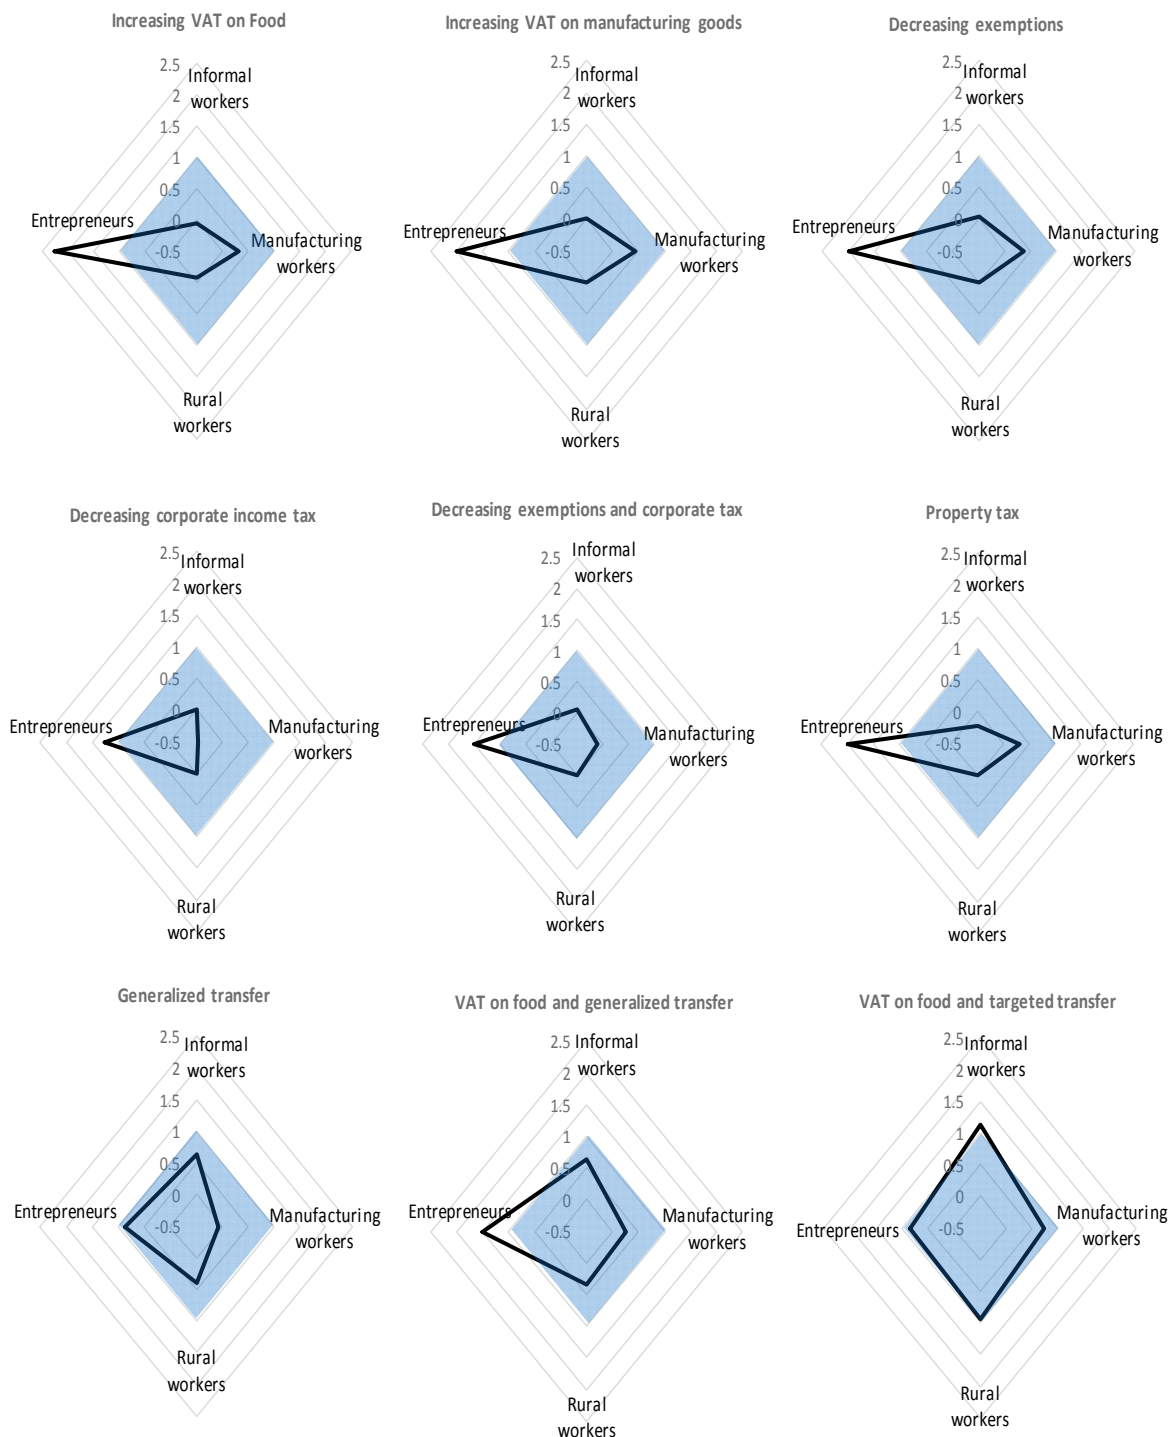 Increasing VAT on Food
2.5
Informal
2
workers
1.5
1
0.5
Entrepreneurs
0
Manufacturing
-0.5
workers
Rural
workers
Increasing VAT on manufacturing goods
2.5
Informal
2
workers
1.5
1
0.5
Entrepreneurs
0
Manufacturing
-0.5
workers
Rural
workers
Decreasing exemptions
2.5
Informal
2
workers
1.5
1
0.5
Entrepreneurs
0
Manufacturing
-0.5
workers
Rural
workers
Decreasing corporate income tax
2.5
Informal
2
workers
1.5
1
0.5
0
Entrepreneurs
Manufacturing
-0.5
workers
Rural
workers
Decreasing exemptions and corporate tax
2.5
Informal
2
workers
1.5
1
0.5
0
Entrepreneurs
Manufacturing
-0.5
workers
Rural
workers
Property tax
2.5
Informal
2
workers
1.5
1
0.5
0
Entrepreneurs
Manufacturing
-0.5
workers
Rural
workers
Generalized transfer
2.5
Informal
2
workers
1.5
1
0.5
0
Entrepreneurs
Manufacturing
-0.5
workers
Rural
workers
VAT on food and generalized transfer
2.5
Informal
2
workers
1.5
1
0.5
0
Entrepreneurs
Manufacturing
-0.5
workers
Rural
workers
VAT on food and targeted transfer
2.5
Informal
2
workers
1.5
1
0.5
0
Entrepreneurs
Manufacturing
-0.5
workers
Rural
workers